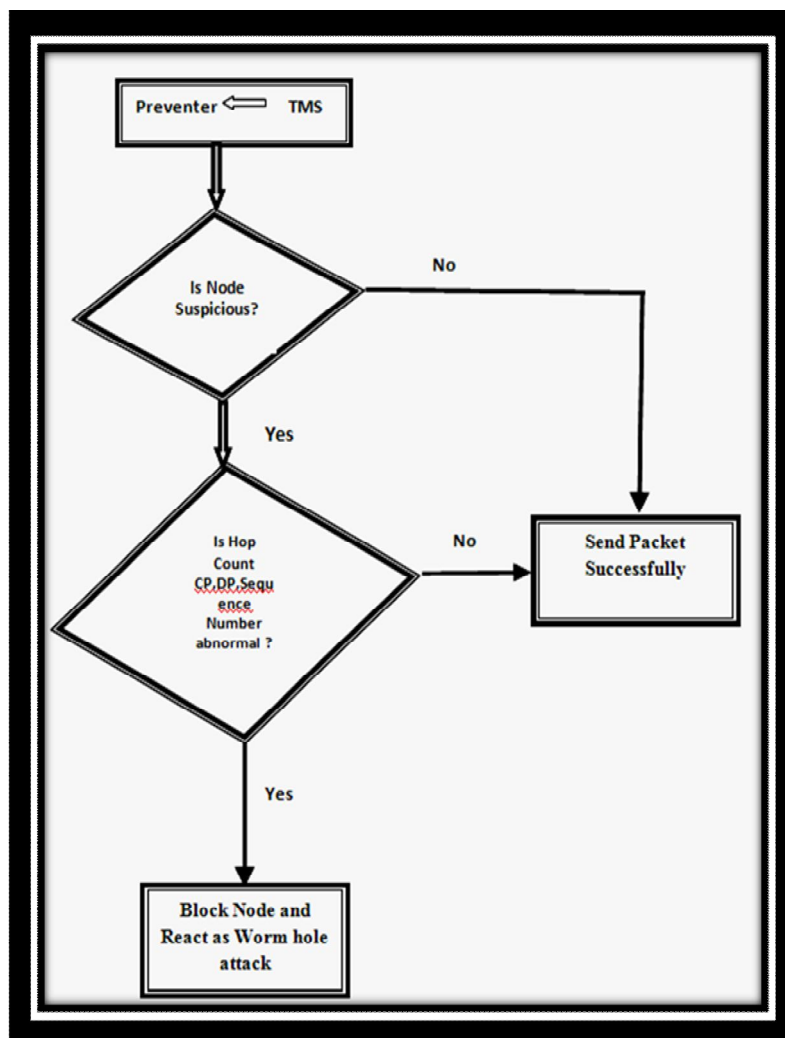 Preventer TMS
Is Node
Suspicious?
No
Yes
Is Hop
Count
CP,DP,Sequ
ence
Number
abnormal ?
No
Send Packet
Successfully
Yes
Block Node and
React as Worm hole
attack